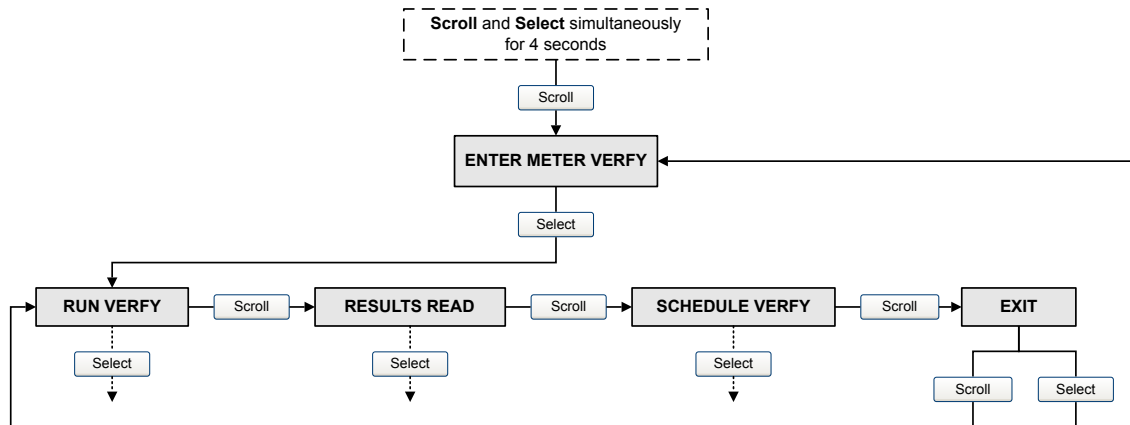 Scroll and Select simultaneously
for 4 seconds
Scroll
ENTER METER VERFY
Select
RUN VERFY
Scroll
RESULTS READ
Scroll
SCHEDULE VERFY
Scroll
EXIT
Select
Select
Select
Scroll
Select